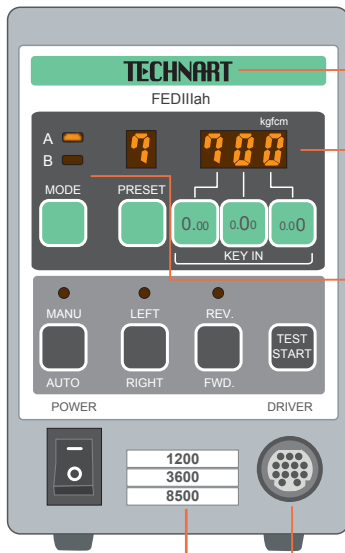 TECHNART
FEDIIIah
kgfcm
A 7 700
B
MODE PRESET
0.00 0.00 0.00
KEY IN
MANU LEFT REV.
TEST
START
AUTO RIGHT FWD.
POWER DRIVER
1200
3600
8500